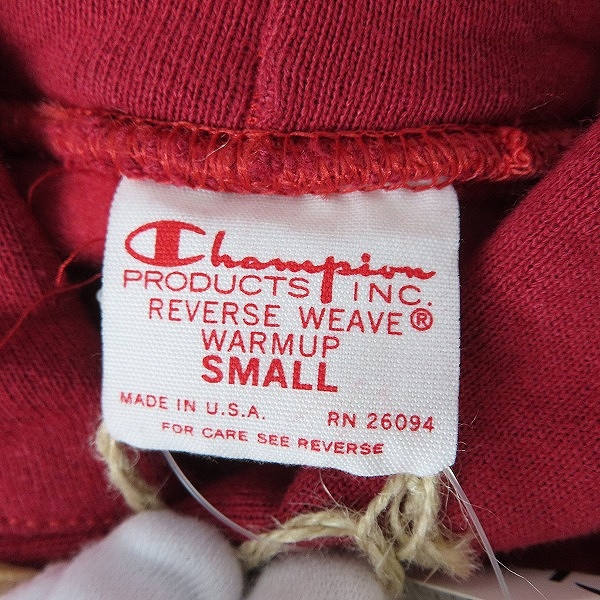 Champion
PRODUCTS INC.
REVERSE WEAVE®
WARMUP
SMALL
MADE IN U.S.A. RN 26094
FOR CARE SEE REVERSE